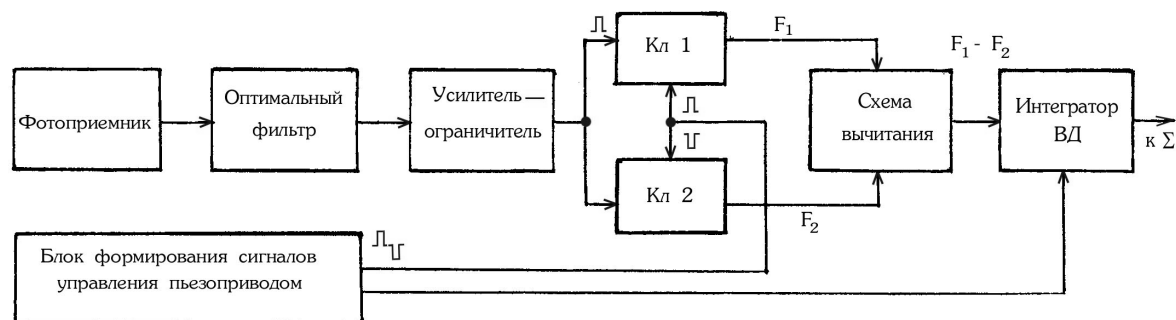 Фотоприемник
Оптимальный
фильтр
Усилитель —
ограничитель
Кл 1
Кл 2
F₁
F₂
Схема
вычитания
F₁ - F₂
Интегратор
ВД
к Σ
Блок формирования сигналов
управления пьезоприводом